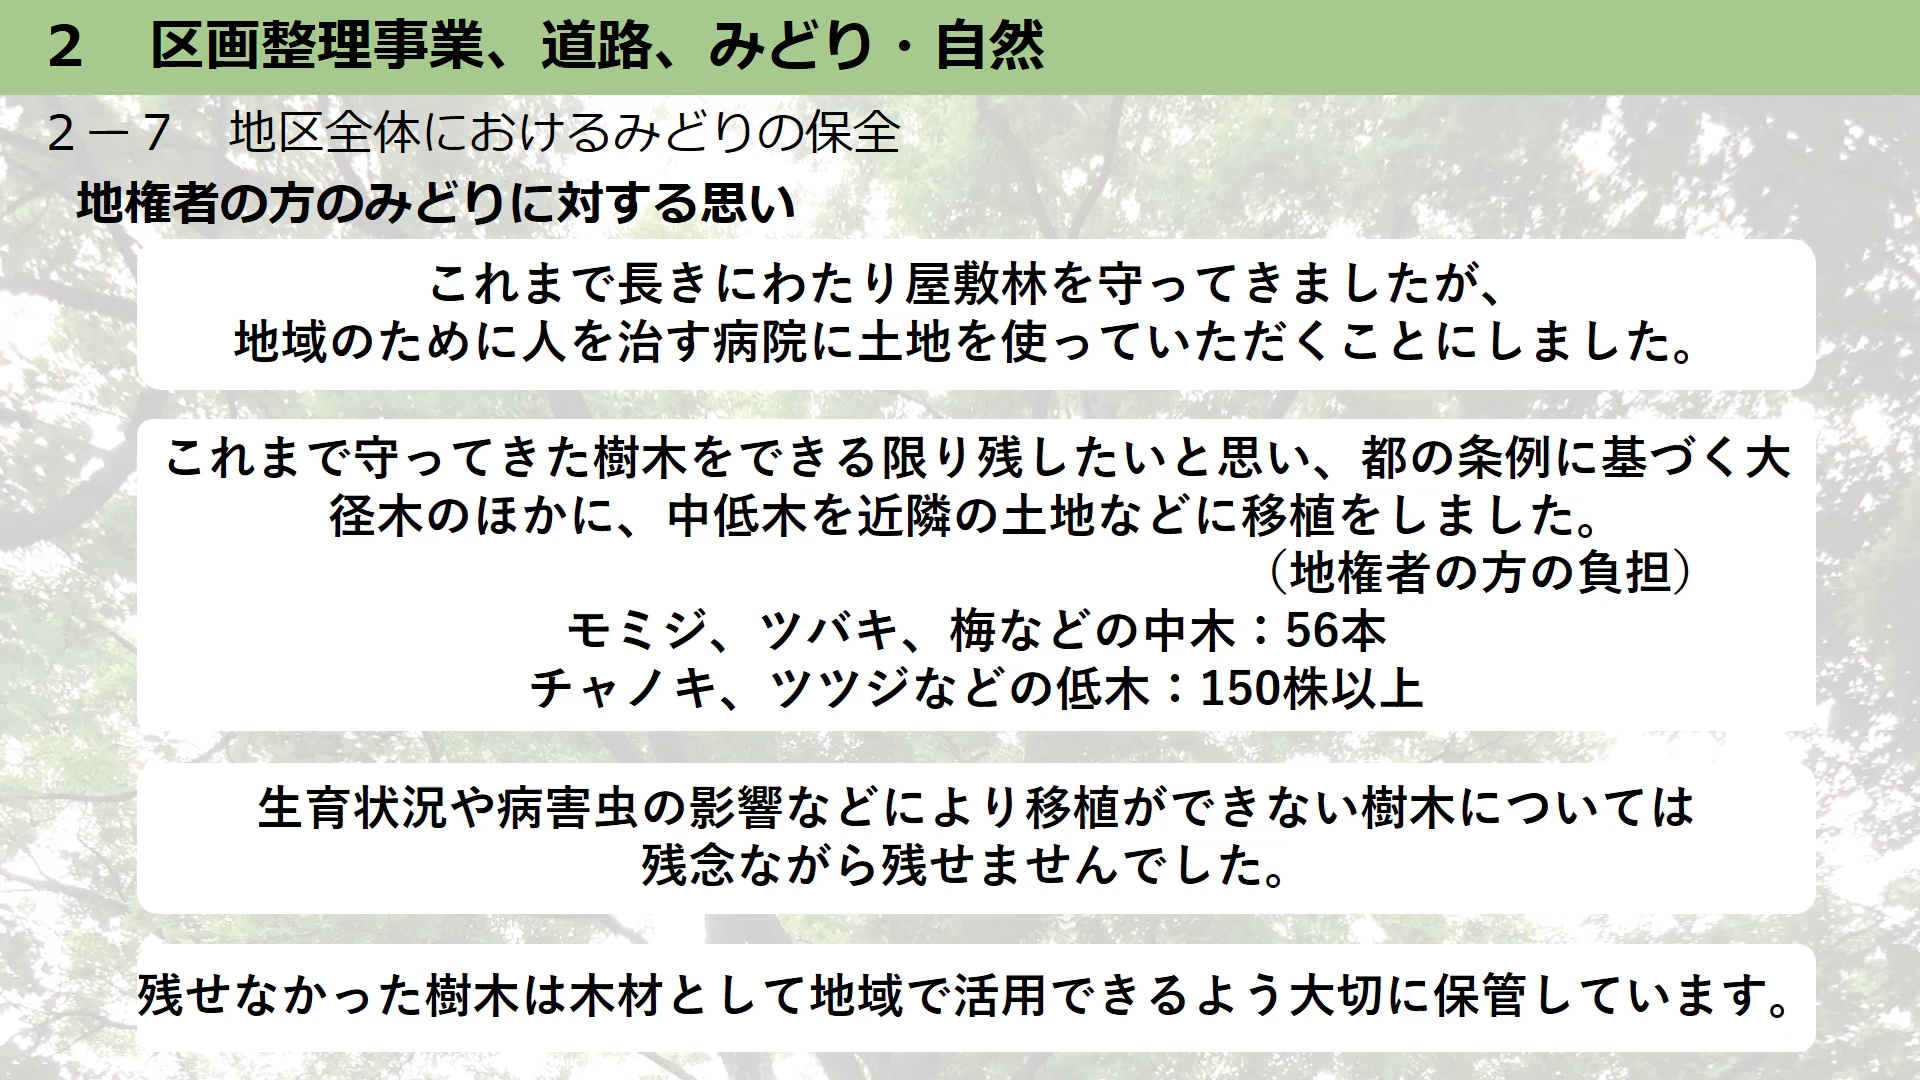 2　区画整理事業、道路、みどり・自然
２－７　地区全体におけるみどりの保全
地権者の方のみどりに対する思い
これまで長きにわたり屋敷林を守ってきましたが、
地域のために人を治す病院に土地を使っていただくことにしました。
これまで守ってきた樹木をできる限り残したいと思い、都の条例に基づく大
径木のほかに、中低木を近隣の土地などに移植をしました。
（地権者の方の負担）
モミジ、ツバキ、梅などの中木：56本
チャノキ、ツツジなどの低木：150株以上
生育状況や病害虫の影響などにより移植ができない樹木については
残念ながら残せませんでした。
残せなかった樹木は木材として地域で活用できるよう大切に保管しています。